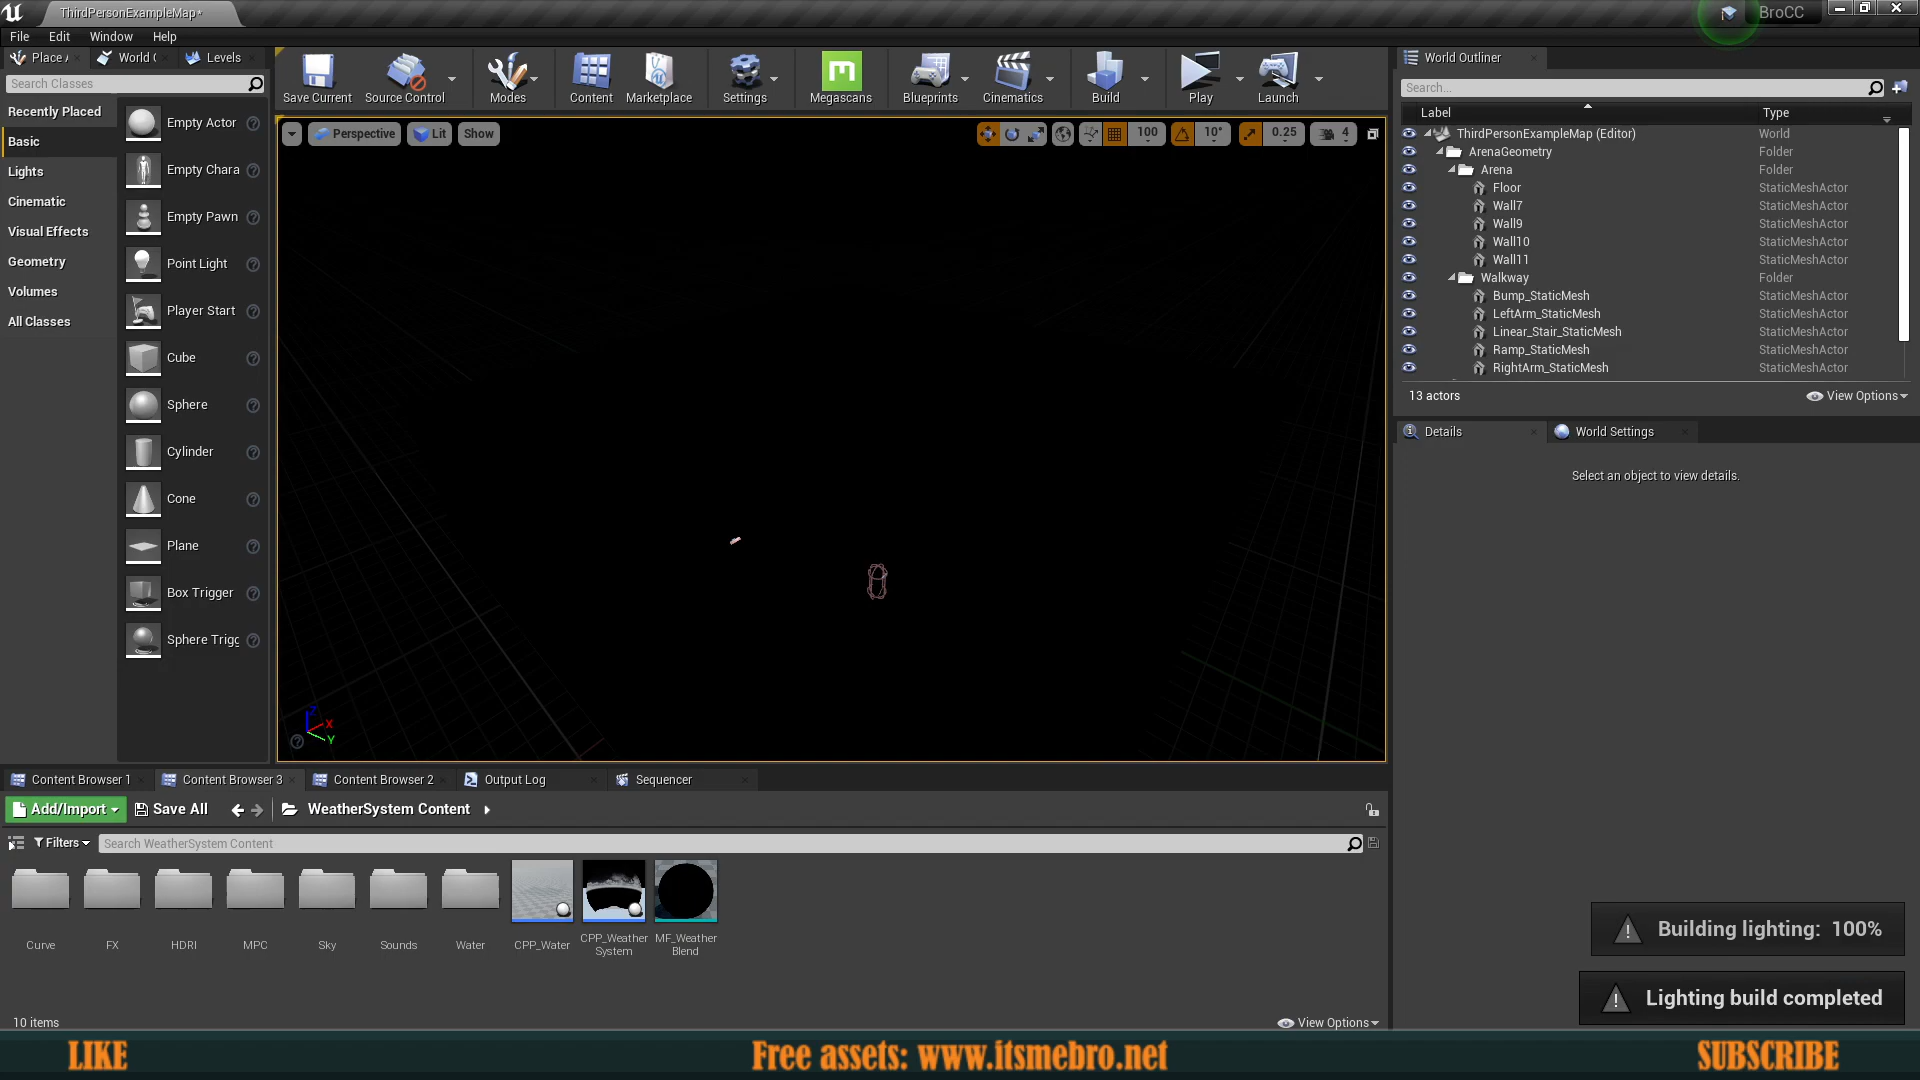 ThirdPersonExampleMap*
BroCC
File Edit Window Help
Place A World ( Levels
Search Classes
Recently Placed
Basic
Lights
Cinematic
Visual Effects
Geometry
Volumes
All Classes
Empty Actor
Empty Chara
Empty Pawn
Point Light
Player Start
Cube
Sphere
Cylinder
Cone
Plane
Box Trigger
Sphere Trigg
Save Current Source Control Modes Content Marketplace Settings Megascans Blueprints Cinematics Build Play Launch
Perspective Lit Show 100 10° 0.25 4
Z
X
Y
World Outliner
Search...
Label Type
ThirdPersonExampleMap (Editor) World
ArenaGeometry Folder
Arena Folder
Floor StaticMeshActor
Wall7 StaticMeshActor
Wall9 StaticMeshActor
Wall10 StaticMeshActor
Wall11 StaticMeshActor
Walkway Folder
Bump_StaticMesh StaticMeshActor
LeftArm_StaticMesh StaticMeshActor
Linear_Stair_StaticMesh StaticMeshActor
Ramp_StaticMesh StaticMeshActor
RightArm_StaticMesh StaticMeshActor
13 actors View Options
Details World Settings
Select an object to view details.
Content Browser 1 Content Browser 3 Content Browser 2 Output Log Sequencer
Add/Import Save All WeatherSystem Content
Filters Search WeatherSystem Content
Curve FX HDRI MPC Sky Sounds Water CPP_Water CPP_Weather MF_Weather
System Blend
10 items View Options
Building lighting: 100%
Lighting build completed
LIKE Free assets: www.itsmebro.net SUBSCRIBE